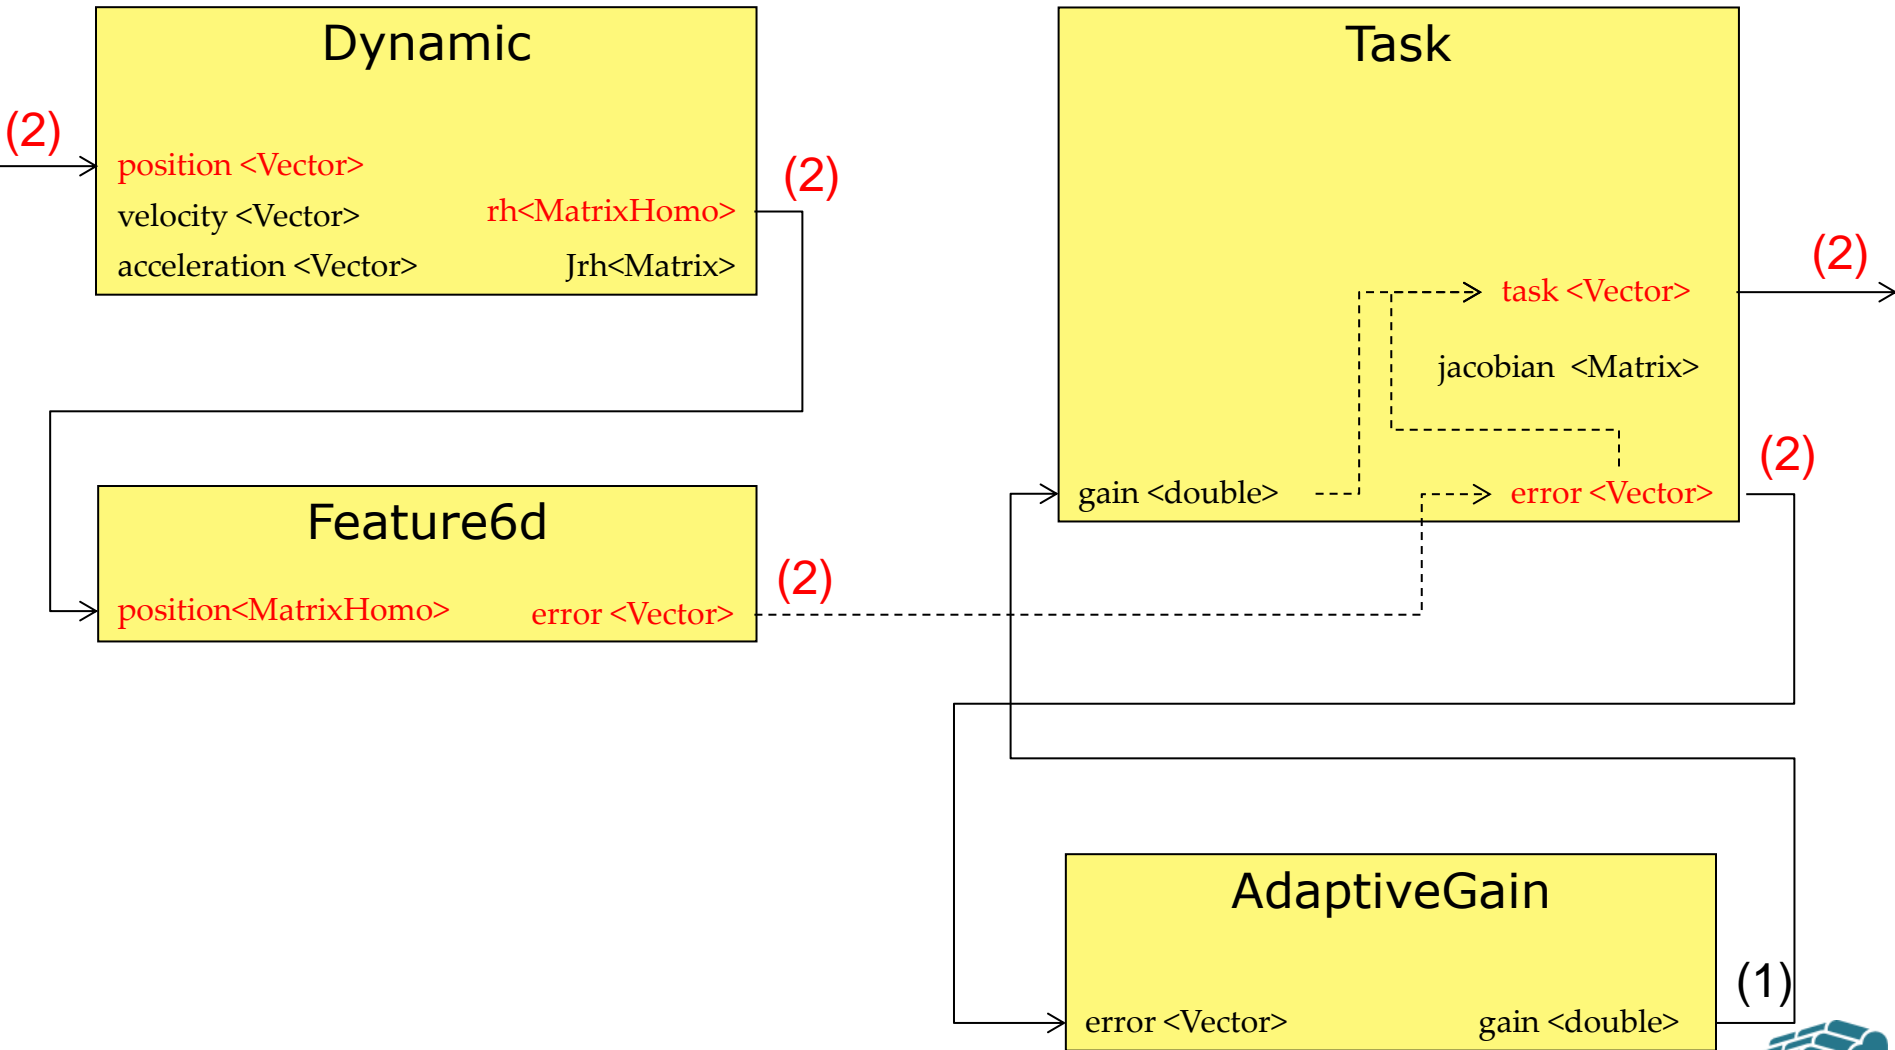 Dynamic
(2)
position <Vector>
velocity <Vector>
acceleration <Vector>
(2)
rh<MatrixHomo>
Jrh<Matrix>
Task
task <Vector>
(2)
jacobian <Matrix>
gain <double>
error <Vector>
(2)
Feature6d
position<MatrixHomo>
error <Vector>
(2)
AdaptiveGain
error <Vector>
gain <double>
(1)